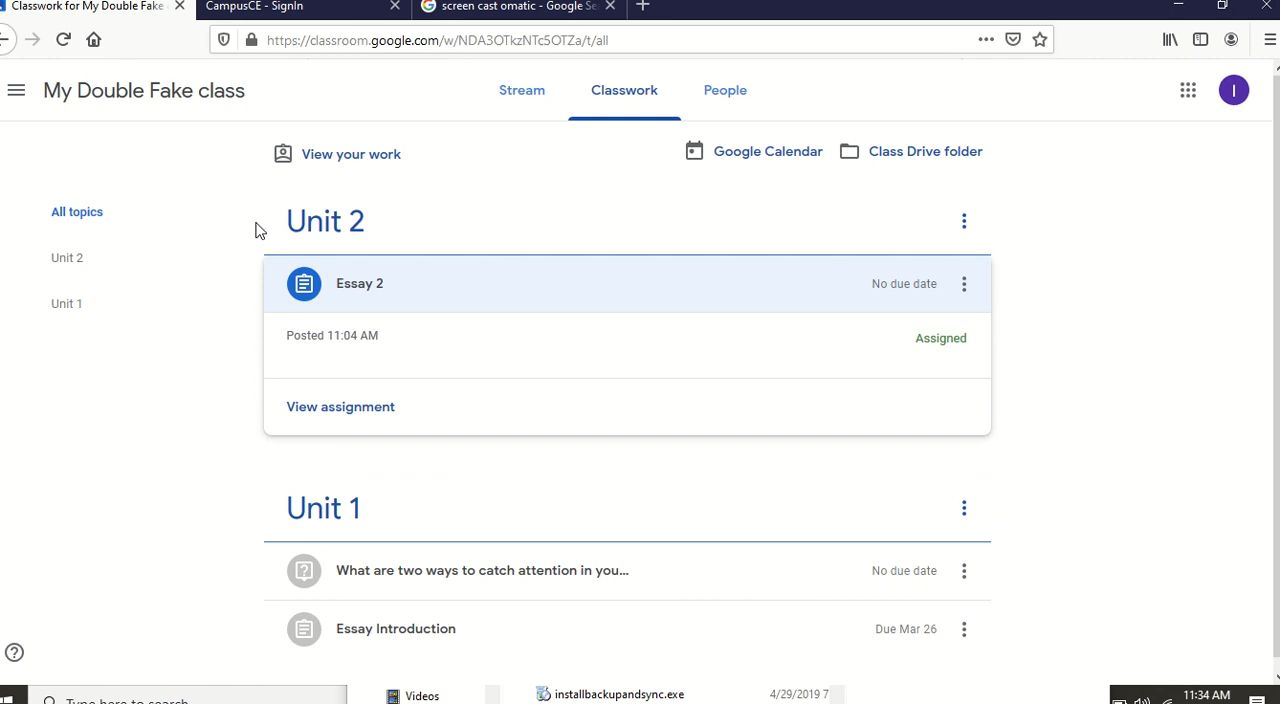 Classwork for My Double Fake
CampusCE - SignIn
screen cast omatic - Google Se
https://classroom.google.com/w/NDA3OTkzNTc5OTZa/t/all
My Double Fake class
Stream
Classwork
People
I
View your work
Google Calendar
Class Drive folder
All topics
Unit 2
Unit 1
Unit 2
Essay 2
No due date
Posted 11:04 AM
Assigned
View assignment
Unit 1
What are two ways to catch attention in you...
No due date
Essay Introduction
Due Mar 26
Type here to search
Videos
installbackupandsync.exe
4/29/2019 7
11:34 AM